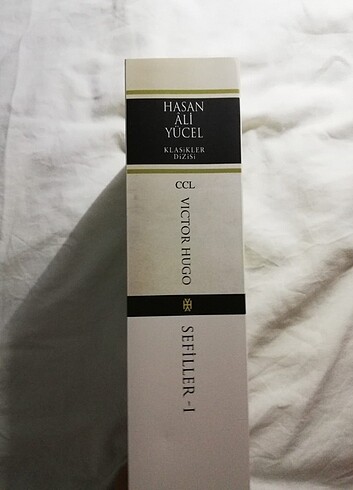 HASAN
ÂLİ
YÜCEL
KLASİKLER
DİZİSİ
CCL
VICTOR HUGO
SEFİLLER -I